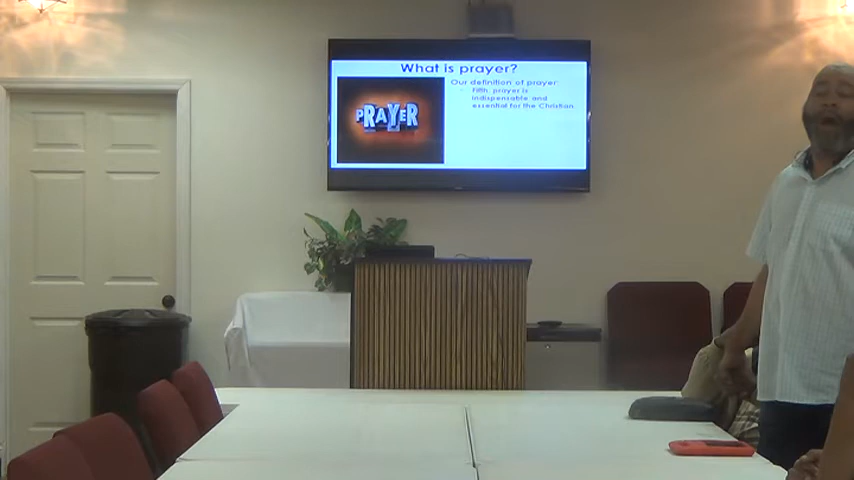 What is prayer?
Our definition of prayer:
- Fifth, prayer is
indispensable and
essential for the Christian.
PRAYER